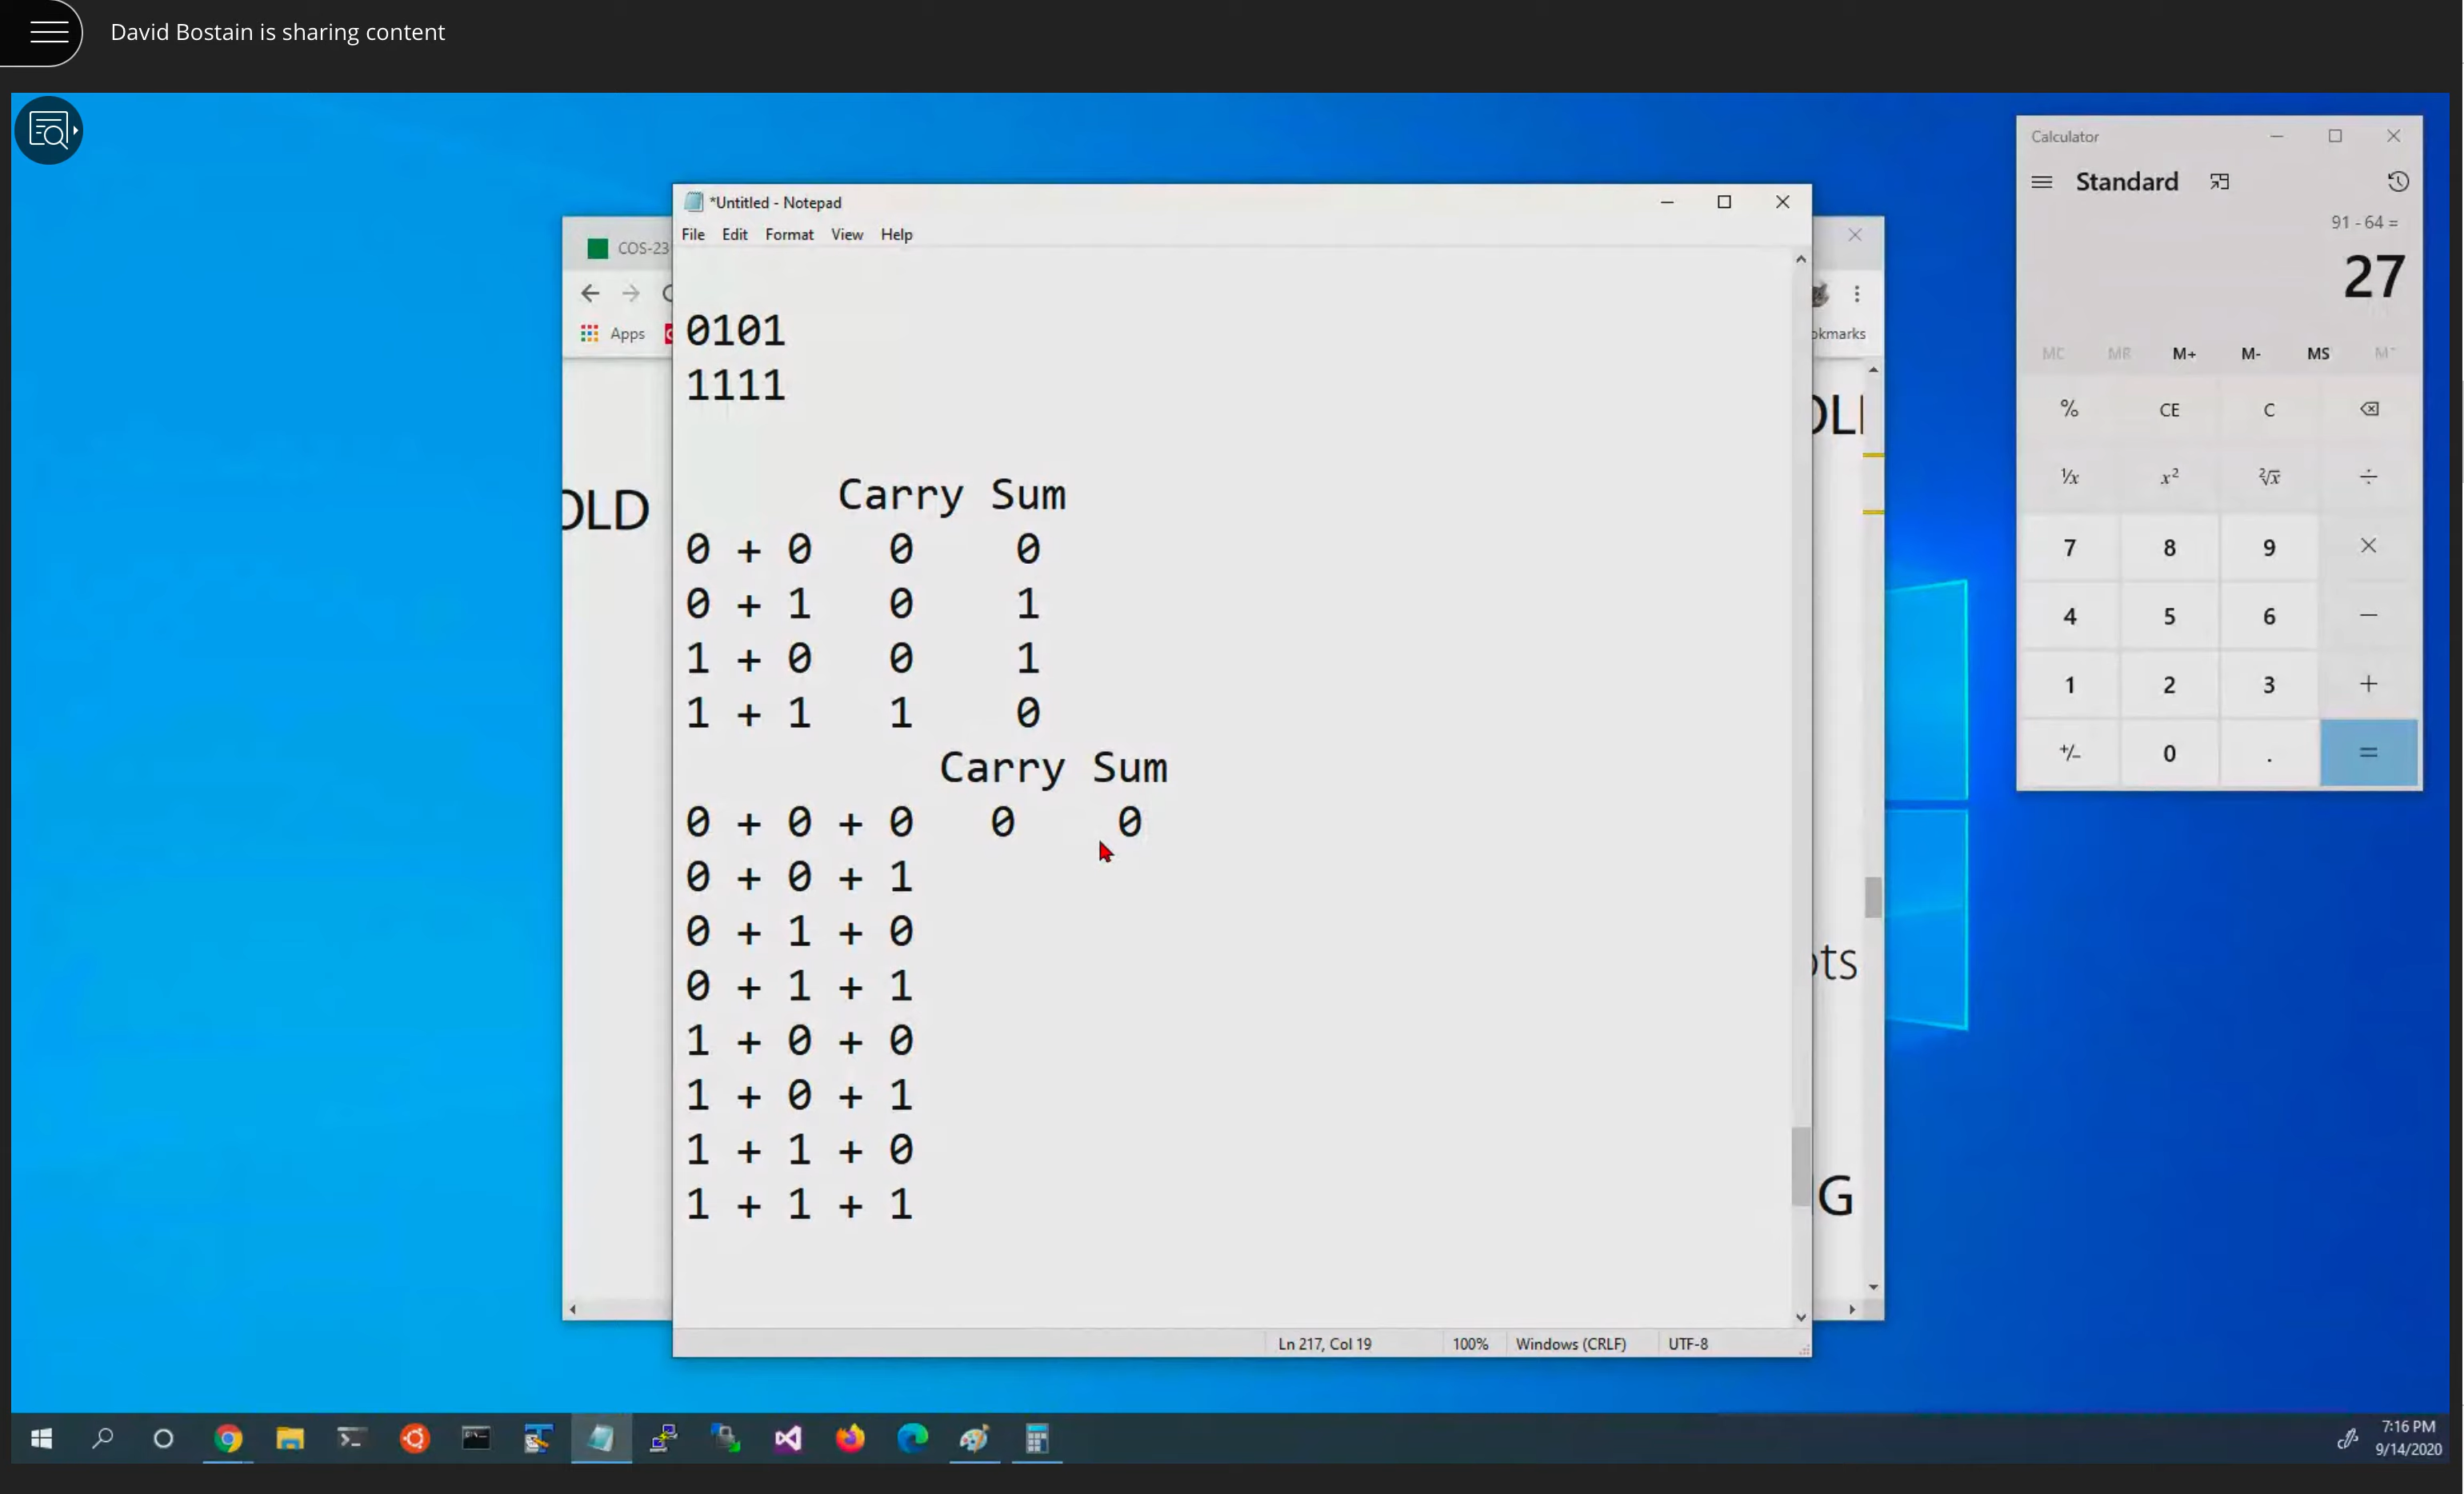 David Bostain is sharing content
*Untitled - Notepad
File Edit Format View Help
COS-23
Apps
okmarks
OLD
0101
1111
Carry Sum
0 + 0 0 0
0 + 1 0 1
1 + 0 0 1
1 + 1 1 0
Carry Sum
0 + 0 + 0 0 0
0 + 0 + 1
0 + 1 + 0
0 + 1 + 1
1 + 0 + 0
1 + 0 + 1
1 + 1 + 0
1 + 1 + 1
G
Ln 217, Col 19 100% Windows (CRLF) UTF-8
Calculator
Standard
91 - 64 =
27
MC MR M+ M- MS M˅
% CE C
⅟x x² ²√x ÷
7 8 9 ×
4 5 6 −
1 2 3 +
+/− 0 . =
7:16 PM
9/14/2020